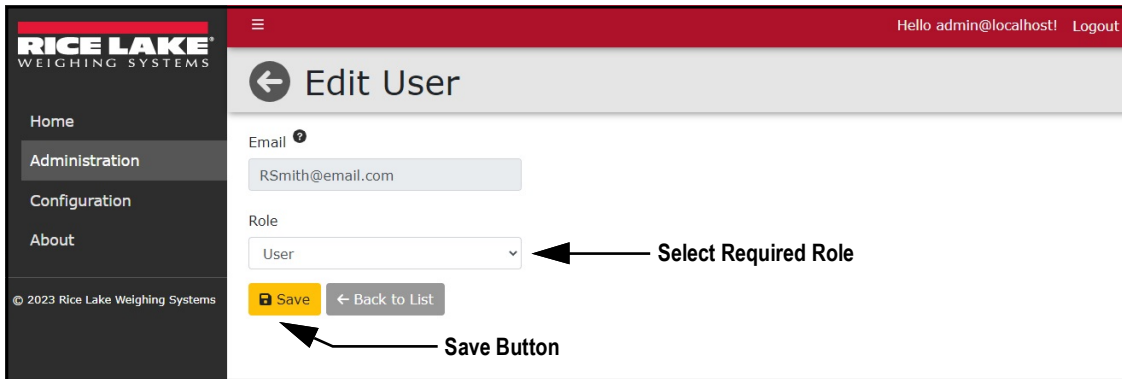 ☰
Hello admin@localhost! Logout
RICE LAKE®
WEIGHING SYSTEMS
Edit User
Home
Administration
Configuration
About
© 2023 Rice Lake Weighing Systems
Email ?
RSmith@email.com
Role
User
Select Required Role
Save ← Back to List
Save Button